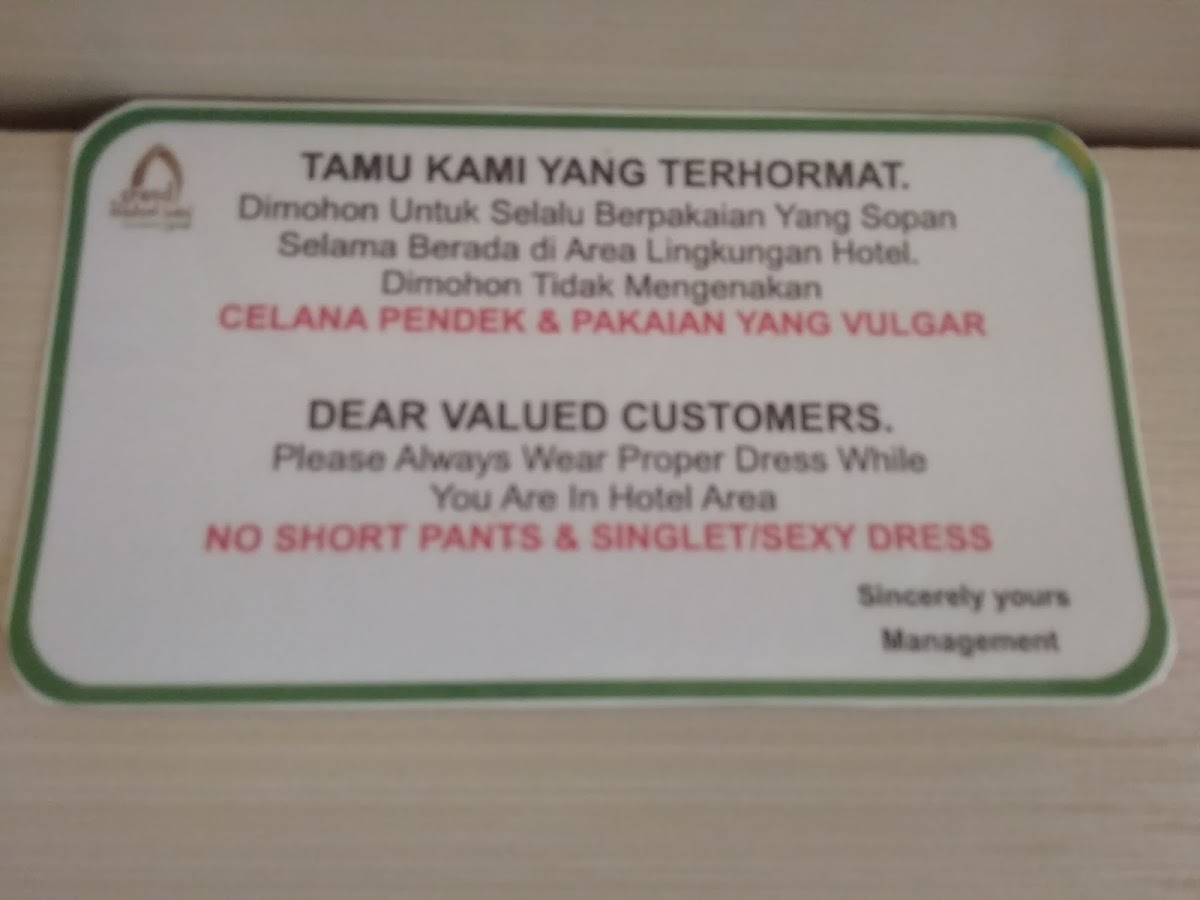 TAMU KAMI YANG TERHORMAT.
Dimohon Untuk Selalu Berpakaian Yang Sopan
Selama Berada di Area Lingkungan Hotel.
Dimohon Tidak Mengenakan
CELANA PENDEK & PAKAIAN YANG VULGAR
DEAR VALUED CUSTOMERS.
Please Always Wear Proper Dress While
You Are In Hotel Area
NO SHORT PANTS & SINGLET/SEXY DRESS
Sincerely yours
Management